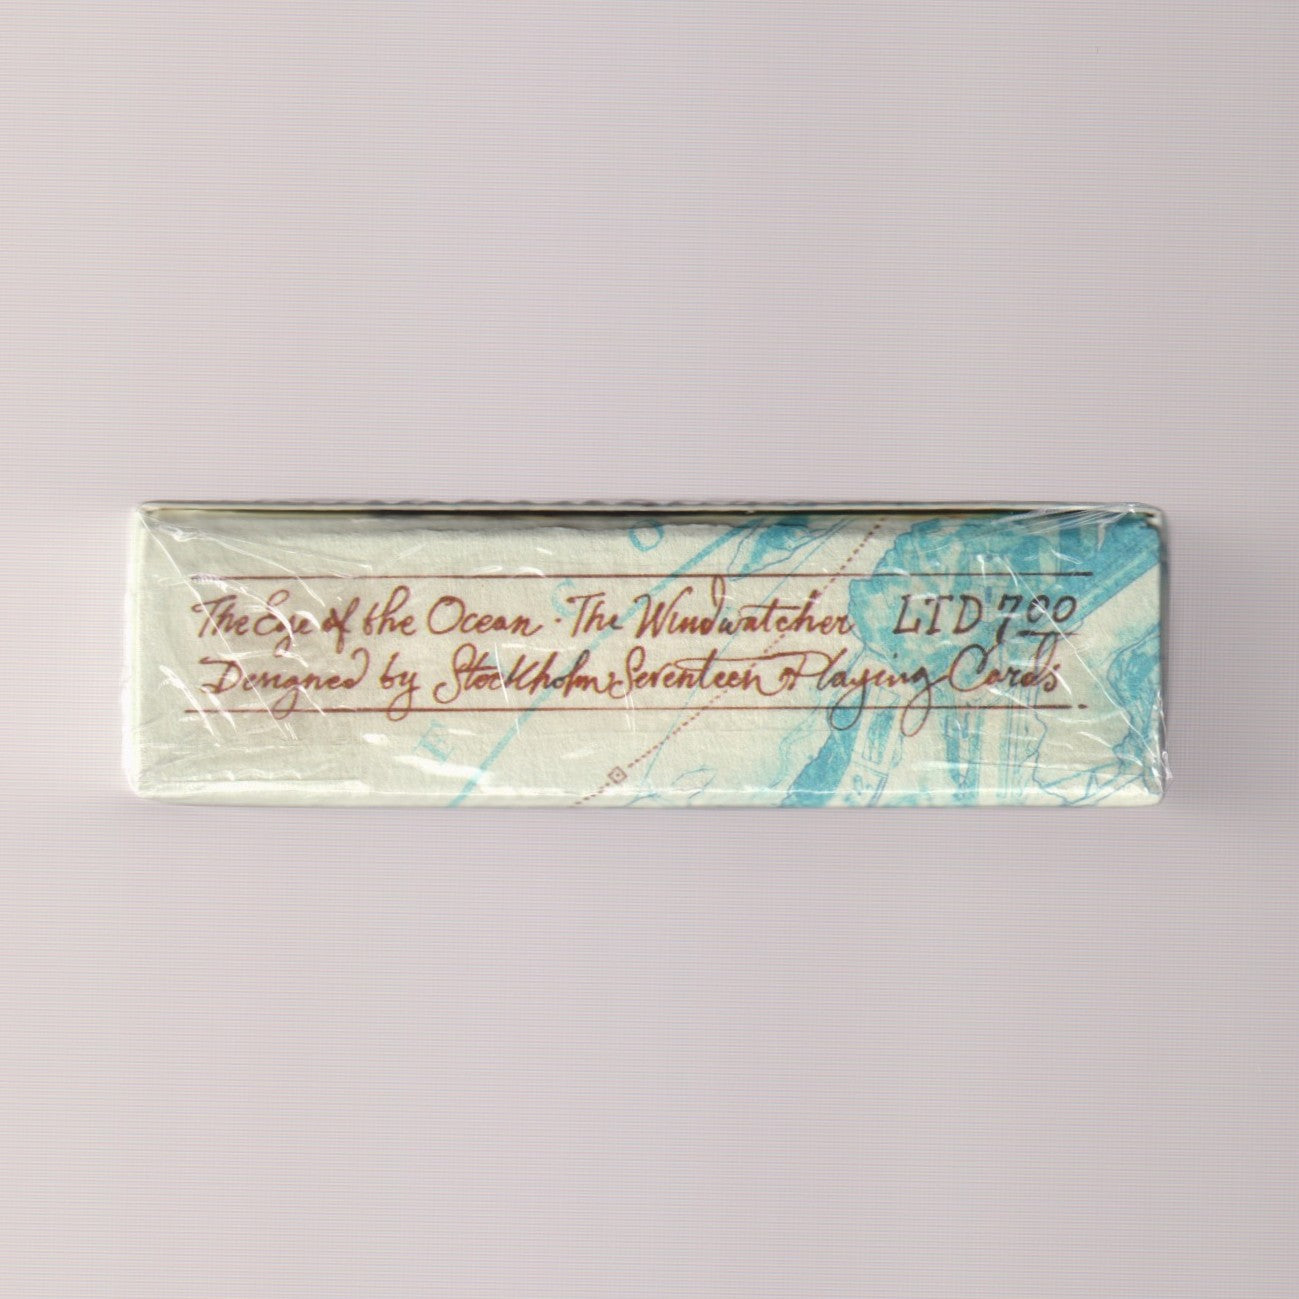 The Eye of the Ocean · The Windwatcher LTD 700
Designed by Stockholm Seventeen Playing Cards